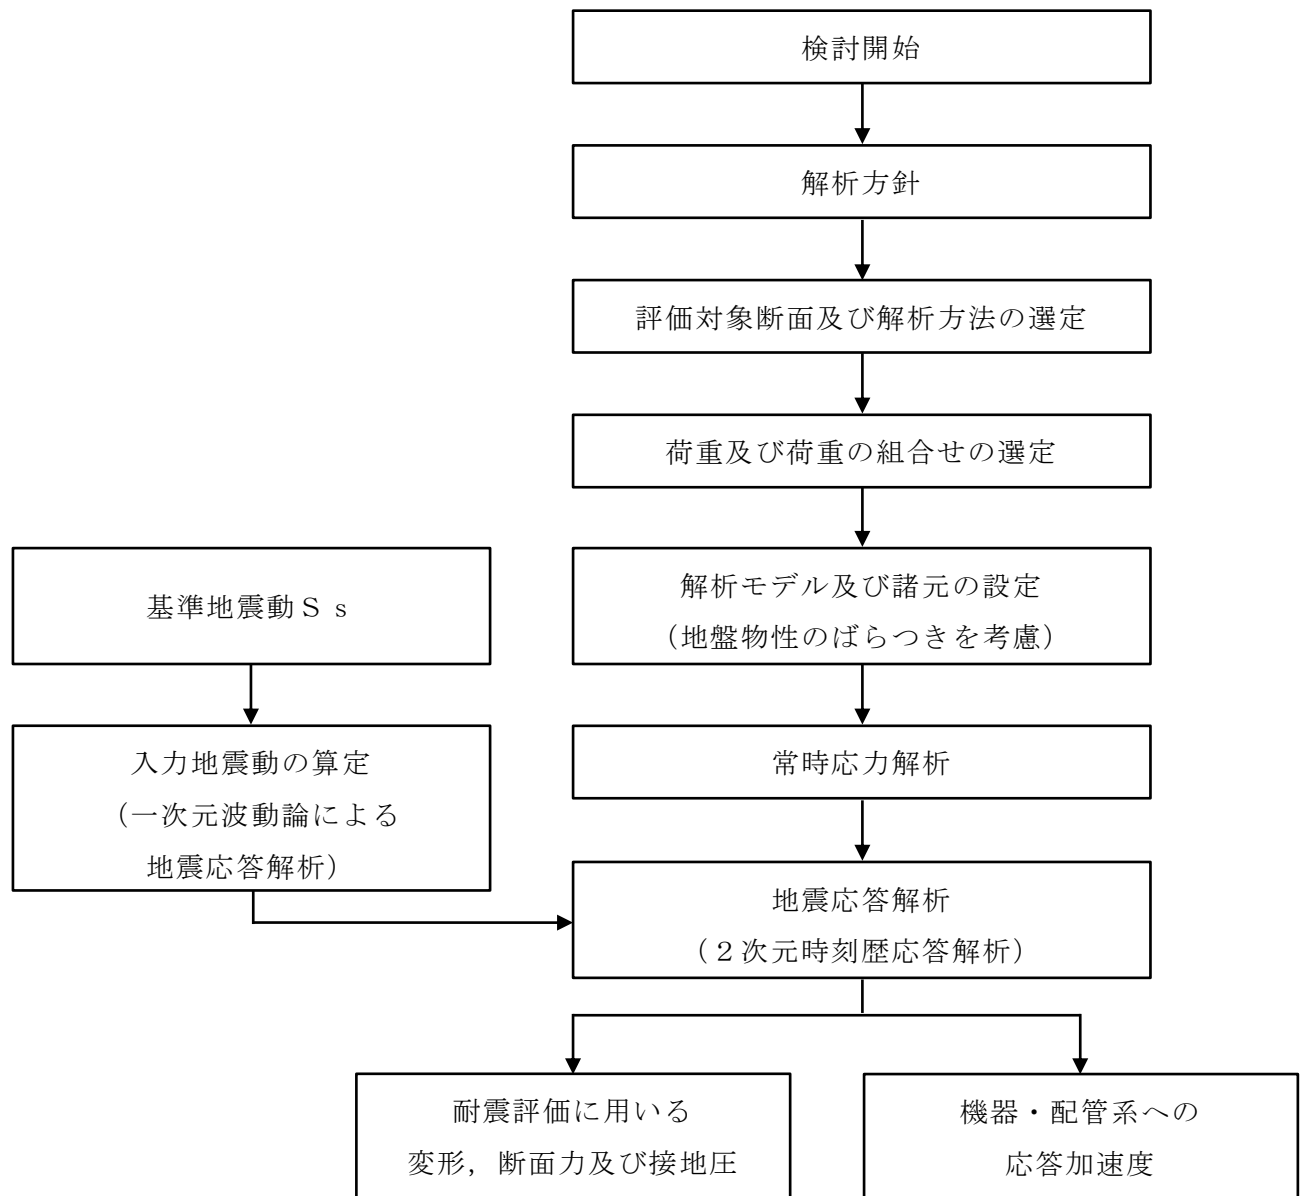 検討開始
解析方針
評価対象断面及び解析方法の選定
荷重及び荷重の組合せの選定
基準地震動Ｓｓ
解析モデル及び諸元の設定
（地盤物性のばらつきを考慮）
入力地震動の算定
（一次元波動論による
地震応答解析）
常時応力解析
地震応答解析
（２次元時刻歴応答解析）
耐震評価に用いる
変形，断面力及び接地圧
機器・配管系への
応答加速度